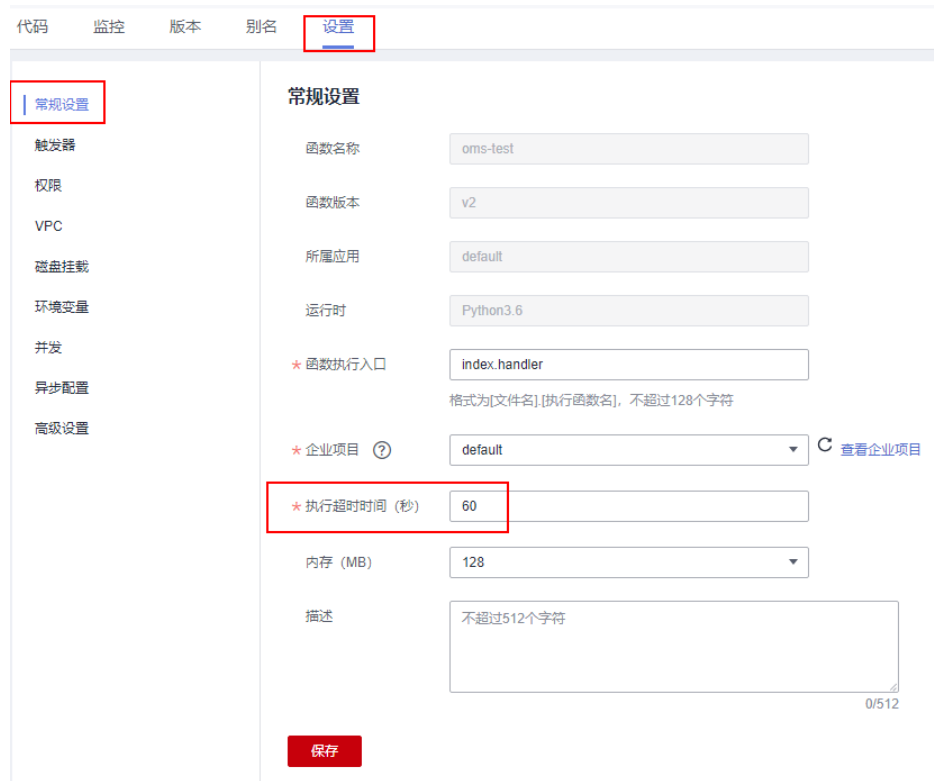 代码 监控 版本 别名 设置
常规设置
触发器
权限
VPC
磁盘挂载
环境变量
并发
异步配置
高级设置
常规设置
函数名称 oms-test
函数版本 v2
所属应用 default
运行时 Python3.6
* 函数执行入口 index.handler
格式为[文件名].[执行函数名]，不超过128个字符
* 企业项目 ? default 查看企业项目
* 执行超时时间（秒） 60
内存（MB） 128
描述 不超过512个字符
0/512
保存